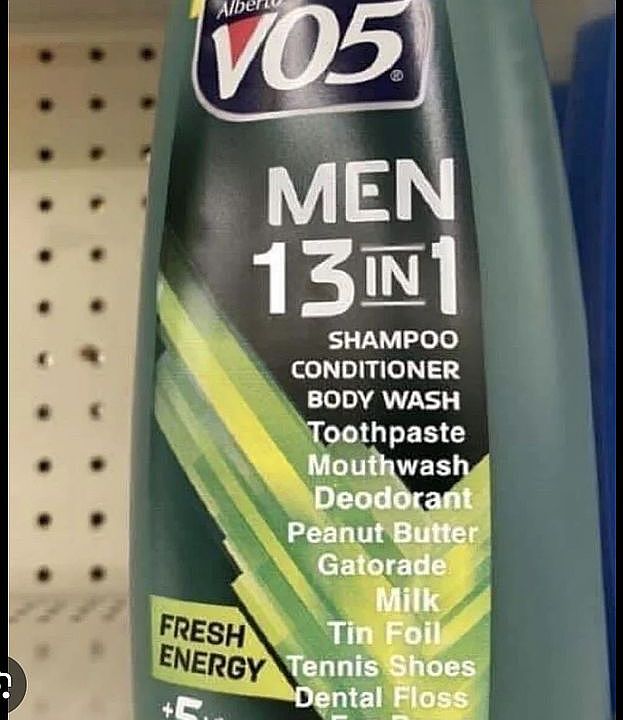 Alberto
VO5®
MEN
13 IN 1
SHAMPOO
CONDITIONER
BODY WASH
Toothpaste
Mouthwash
Deodorant
Peanut Butter
Gatorade
Milk
Tin Foil
Tennis Shoes
Dental Floss
FRESH
ENERGY
+5